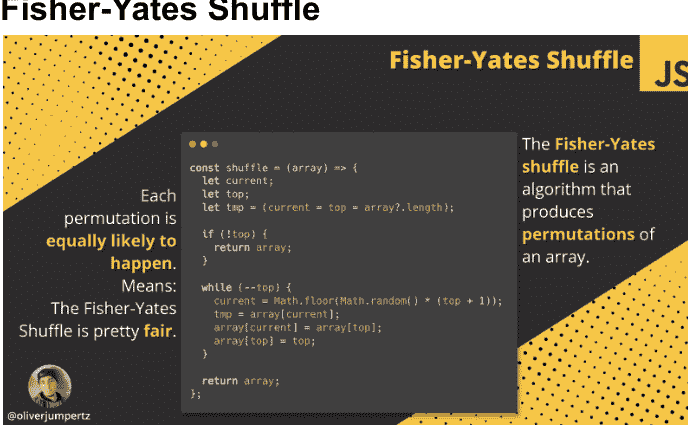 Fisher-Yates Shuffle
Fisher-Yates Shuffle
JS
Each
permutation is
equally likely to
happen.
Means:
The Fisher-Yates
Shuffle is pretty fair.
const shuffle = (array) => {
let current;
let top;
let tmp = (current = top = array?.length);
if (!top) {
return array;
}
while (--top) {
current = Math.floor(Math.random() * (top + 1));
tmp = array[current];
array[current] = array[top];
array[top] = top;
}
return array;
};
The Fisher-Yates
shuffle is an
algorithm that
produces
permutations of
an array.
@oliverjumpertz